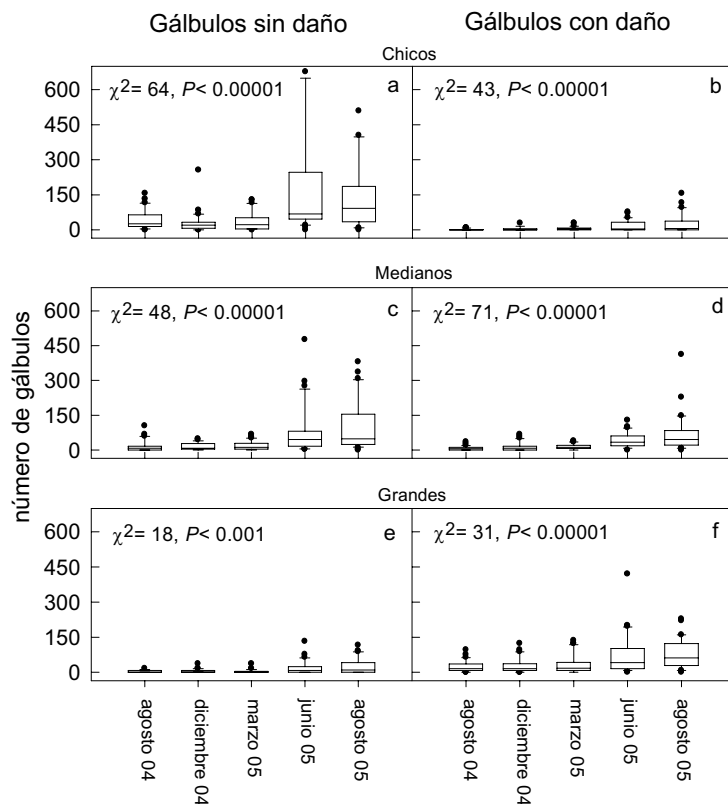 Gálbulos sin daño
Gálbulos con daño
Chicos
χ2= 64, P< 0.00001
a
χ2= 43, P< 0.00001
b
600
450
300
150
0
Medianos
χ2= 48, P< 0.00001
c
χ2= 71, P< 0.00001
d
600
450
300
150
0
número de gálbulos
Grandes
χ2= 18, P< 0.001
e
χ2= 31, P< 0.00001
f
600
450
300
150
0
agosto 04
diciembre 04
marzo 05
junio 05
agosto 05
agosto 04
diciembre 04
marzo 05
junio 05
agosto 05